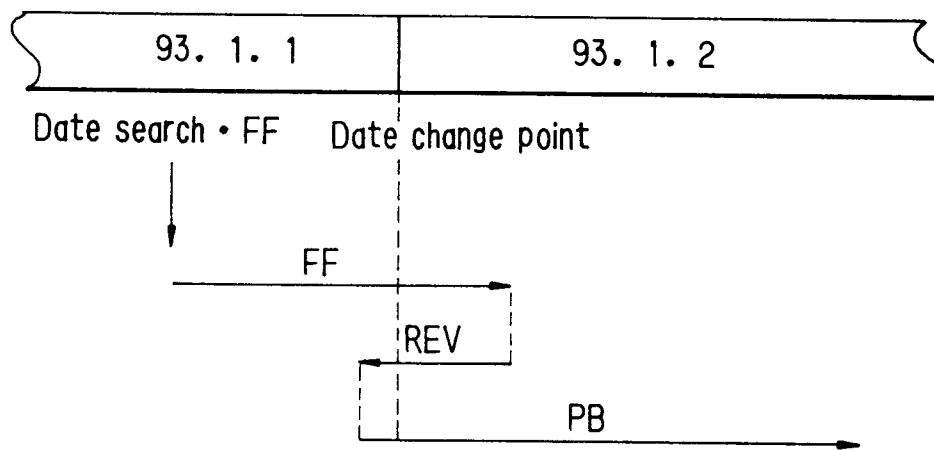 93. 1. 1 93. 1. 2
Date search • FF Date change point
FF
REV
PB